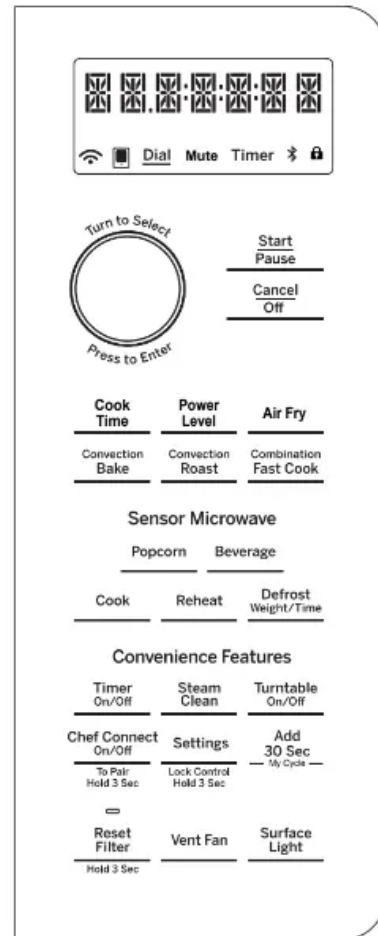 Dial Mute Timer
Turn to Select
Press to Enter
Start
Pause
Cancel
Off
Cook
Time
Power
Level
Air Fry
Convection
Bake
Convection
Roast
Combination
Fast Cook
Sensor Microwave
Popcorn Beverage
Cook Reheat
Defrost
Weight/Time
Convenience Features
Timer
On/Off
Steam
Clean
Turntable
On/Off
Chef Connect
On/Off
To Pair
Hold 3 Sec
Settings
Lock Control
Hold 3 Sec
Add
30 Sec
My Cycle
Reset
Filter
Hold 3 Sec
Vent Fan
Surface
Light